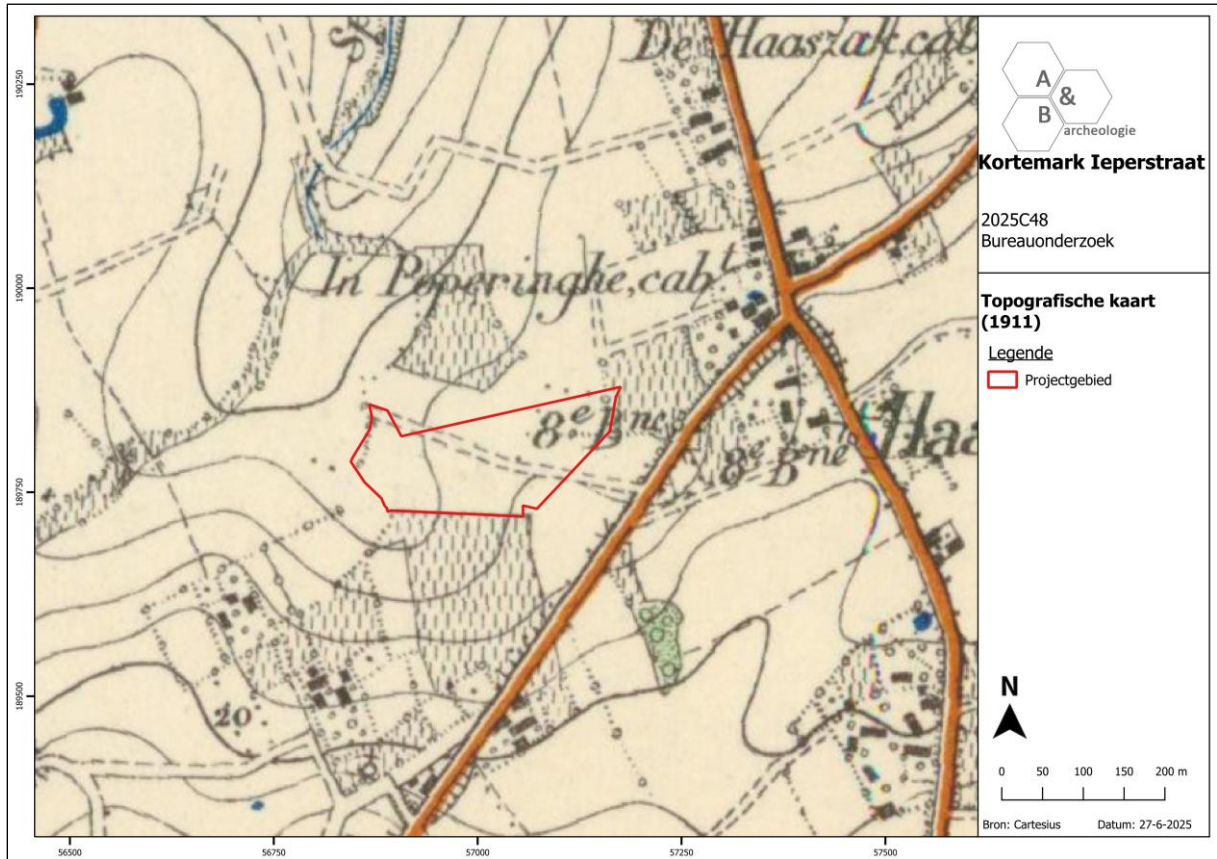 De Haaszak, cabt
In Poperinghe, cabt
8e Bne
8e Bne
Haa
20
190250
190000
189750
189500
56500
56750
57000
57250
57500
A
&
B
archeologie
Kortemark Ieperstraat
2025C48
Bureauonderzoek
Topografische kaart
(1911)
Legende
Projectgebied
N
0 50 100 150 200 m
Bron: Cartesius Datum: 27-6-2025